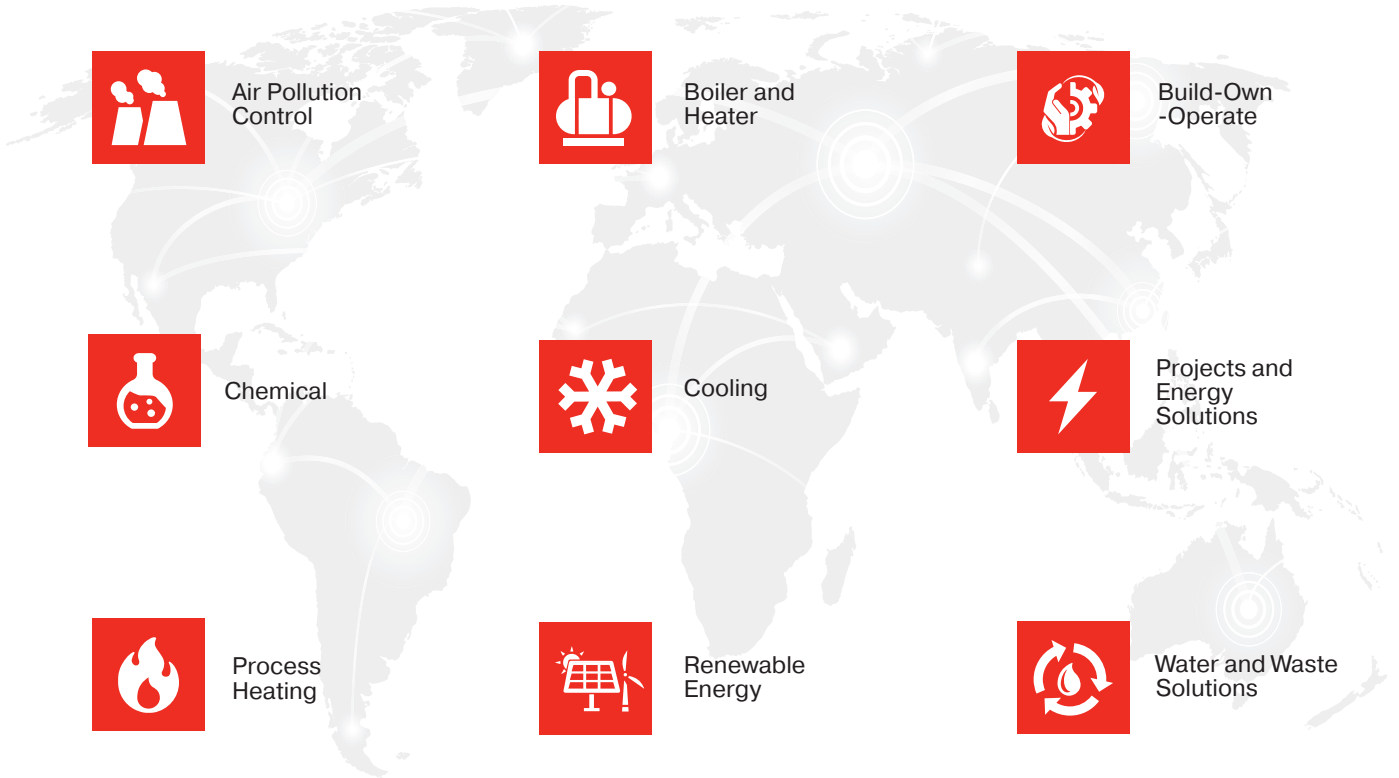 Air Pollution
Control
Boiler and
Heater
Build-Own
-Operate
Chemical
Cooling
Projects and
Energy
Solutions
Process
Heating
Renewable
Energy
Water and Waste
Solutions